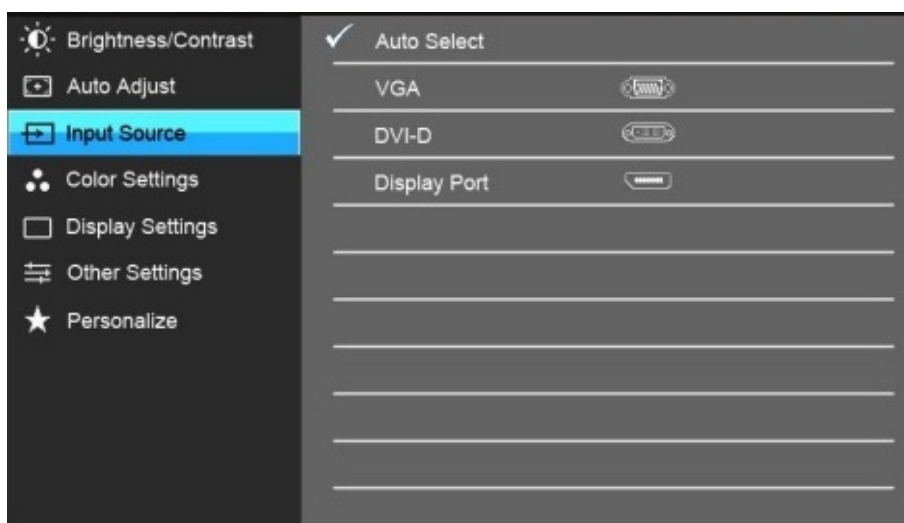 Brightness/Contrast
Auto Adjust
Input Source
Color Settings
Display Settings
Other Settings
Personalize
Auto Select
VGA
DVI-D
Display Port